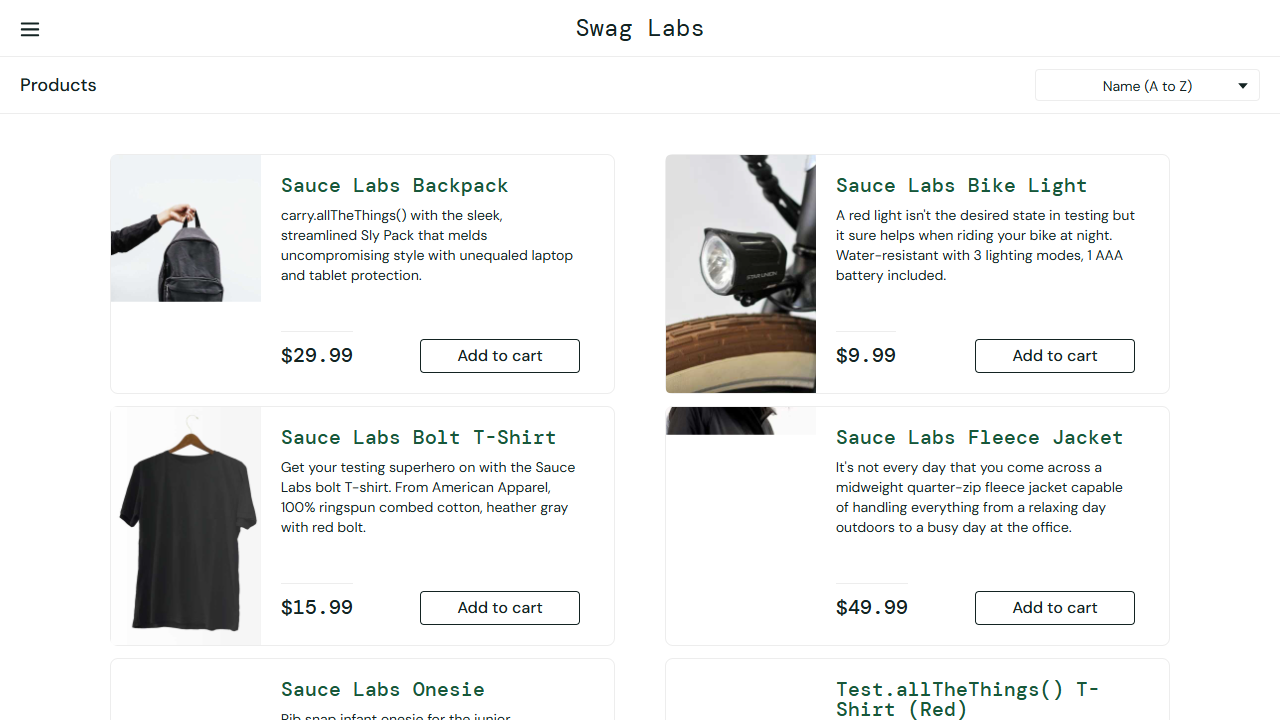 Swag Labs
Products
Name (A to Z)
Sauce Labs Backpack
carry.allTheThings() with the sleek,
streamlined Sly Pack that melds
uncompromising style with unequaled laptop
and tablet protection.
$29.99
Add to cart
Sauce Labs Bike Light
A red light isn't the desired state in testing but
it sure helps when riding your bike at night.
Water-resistant with 3 lighting modes, 1 AAA
battery included.
$9.99
Add to cart
Sauce Labs Bolt T-Shirt
Get your testing superhero on with the Sauce
Labs bolt T-shirt. From American Apparel,
100% ringspun combed cotton, heather gray
with red bolt.
$15.99
Add to cart
Sauce Labs Fleece Jacket
It's not every day that you come across a
midweight quarter-zip fleece jacket capable
of handling everything from a relaxing day
outdoors to a busy day at the office.
$49.99
Add to cart
Sauce Labs Onesie
Rib snap infant onesie for the junior
Test.allTheThings() T-
Shirt (Red)